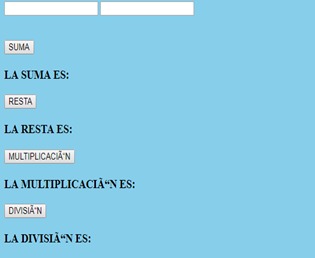 SUMA
LA SUMA ES:
RESTA
LA RESTA ES:
MULTIPLICACIÃ“N
LA MULTIPLICACIÃ“N ES:
DIVISIÃ“N
LA DIVISIÃ“N ES: